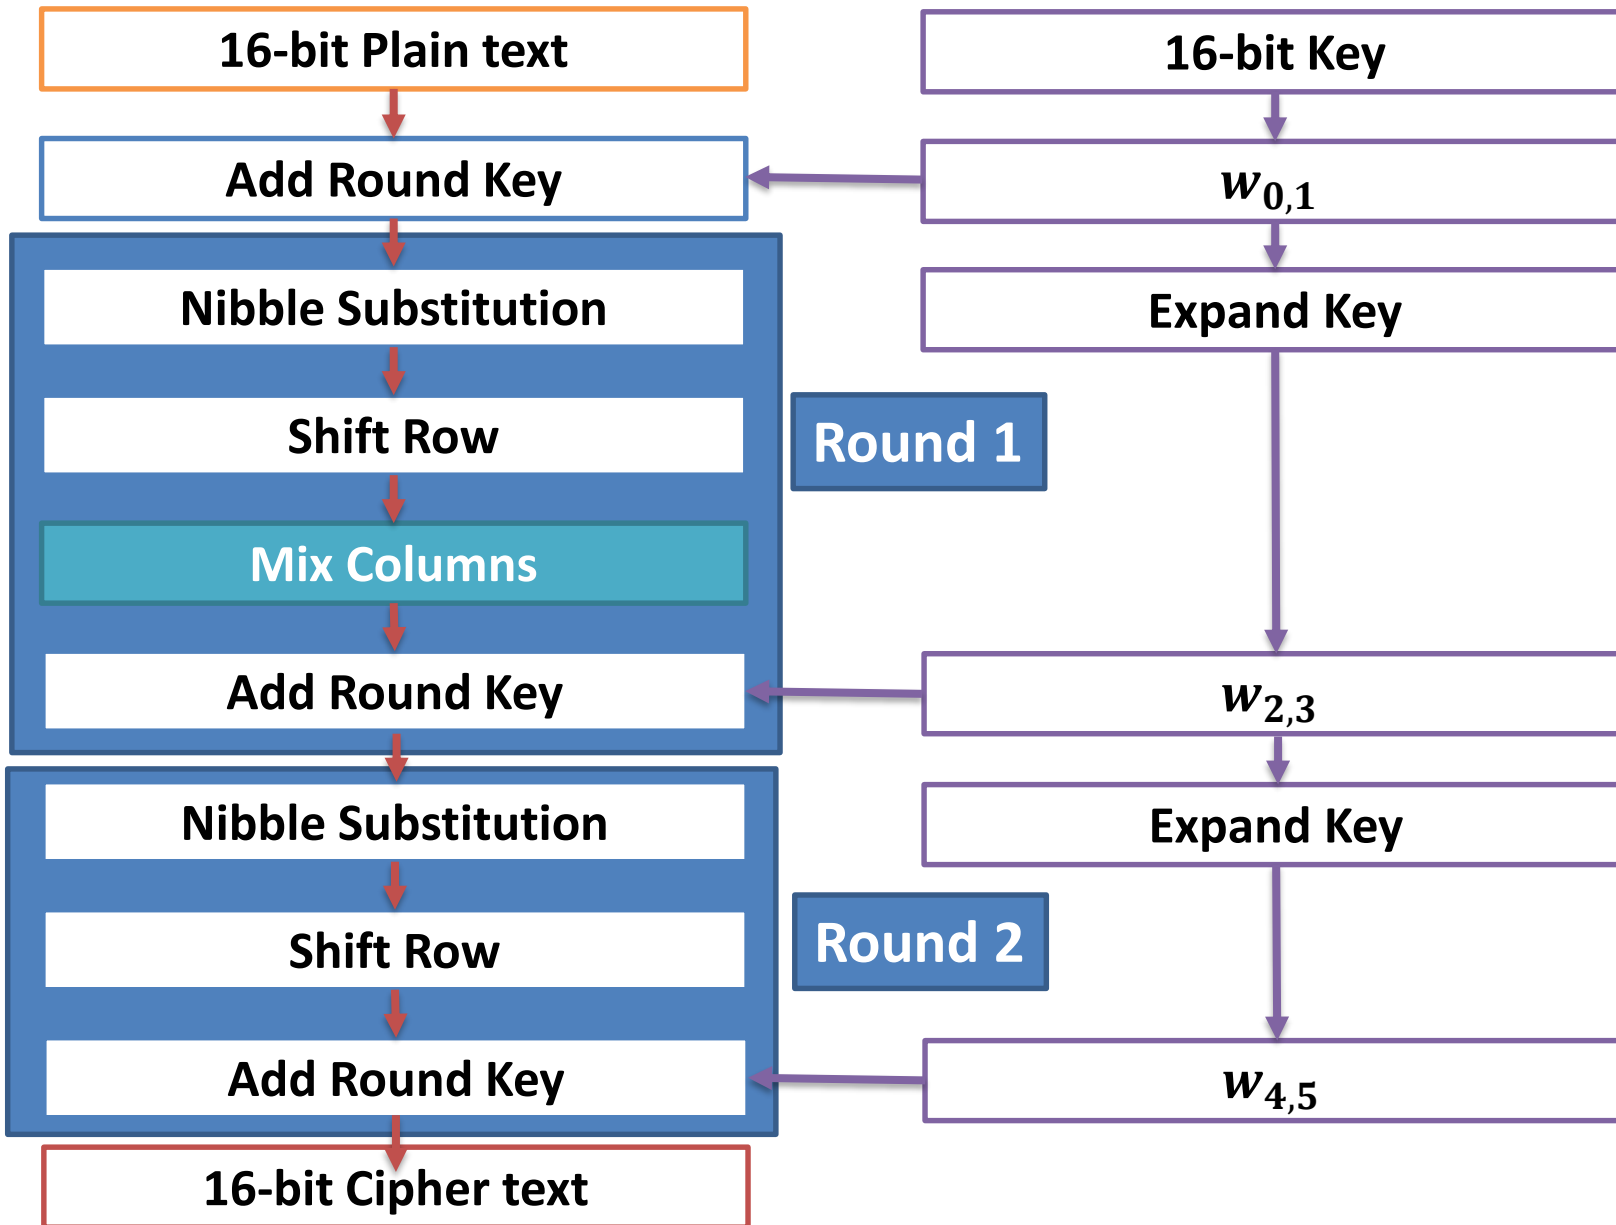 16-bit Plain text
16-bit Key
Add Round Key
w0,1
Nibble Substitution
Expand Key
Shift Row
Round 1
Mix Columns
Add Round Key
w2,3
Nibble Substitution
Expand Key
Shift Row
Round 2
Add Round Key
w4,5
16-bit Cipher text